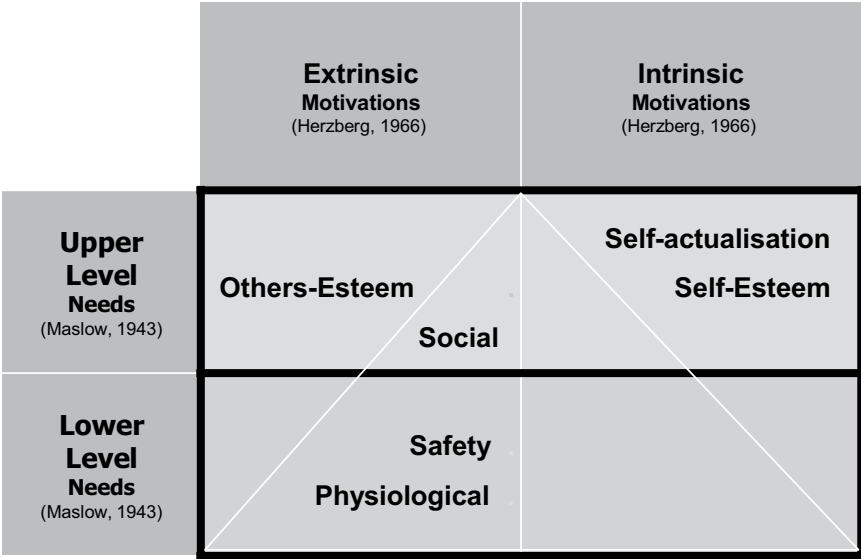 Extrinsic
Motivations
(Herzberg, 1966)
Intrinsic
Motivations
(Herzberg, 1966)
Upper
Level
Needs
(Maslow, 1943)
Others-Esteem
Social
Self-actualisation
Self-Esteem
Lower
Level
Needs
(Maslow, 1943)
Safety
Physiological